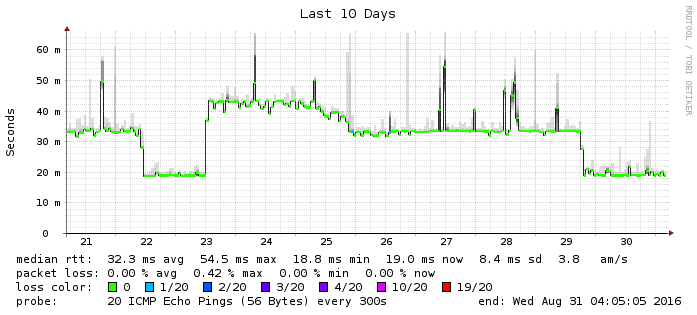 Last 10 Days
RRDTOOL / TOBI OETIKER
Seconds
60 m
50 m
40 m
30 m
20 m
10 m
0
21 22 23 24 25 26 27 28 29 30
median rtt: 32.3 ms avg 54.5 ms max 18.8 ms min 19.0 ms now 8.4 ms sd 3.8 am/s
packet loss: 0.00 % avg 0.42 % max 0.00 % min 0.00 % now
loss color: 0 1/20 2/20 3/20 4/20 10/20 19/20
probe: 20 ICMP Echo Pings (56 Bytes) every 300s end: Wed Aug 31 04:05:05 2016